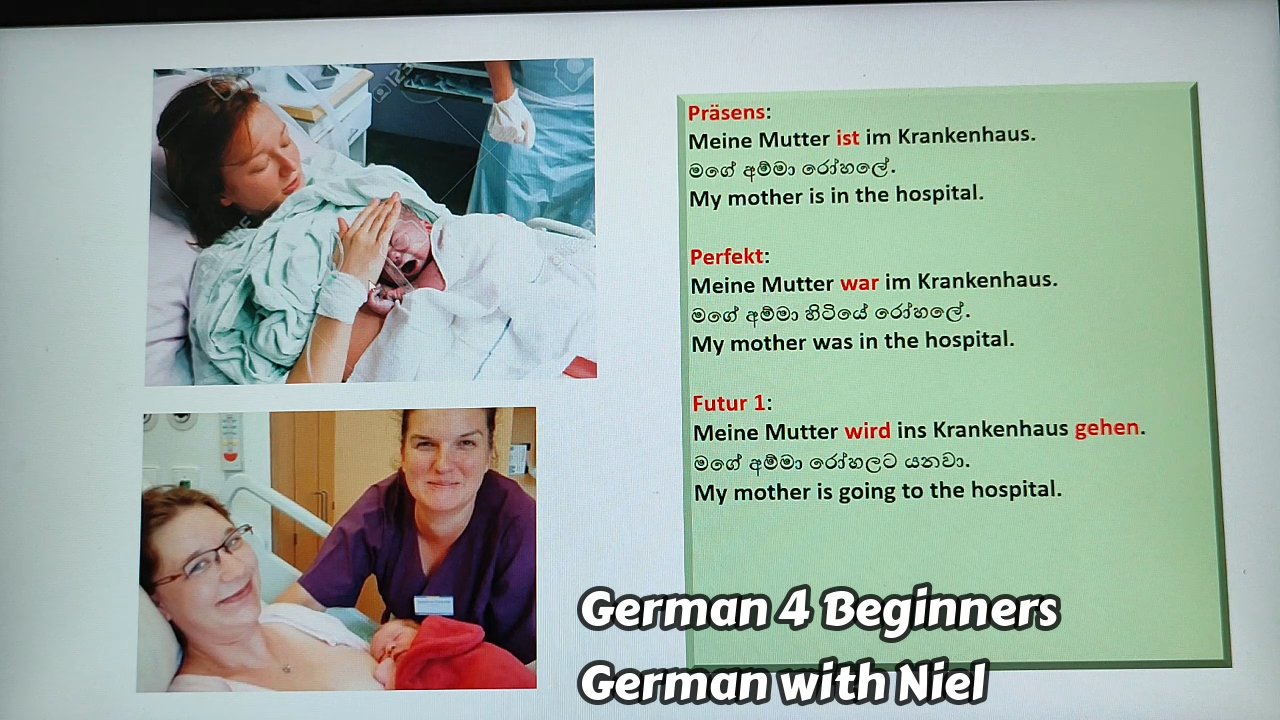 Präsens:
Meine Mutter ist im Krankenhaus.
මගේ අම්මා රෝහලේ.
My mother is in the hospital.
Perfekt:
Meine Mutter war im Krankenhaus.
මගේ අම්මා හිටියේ රෝහලේ.
My mother was in the hospital.
Futur 1:
Meine Mutter wird ins Krankenhaus gehen.
මගේ අම්මා රෝහලට යනවා.
My mother is going to the hospital.
German 4 Beginners
German with Niel